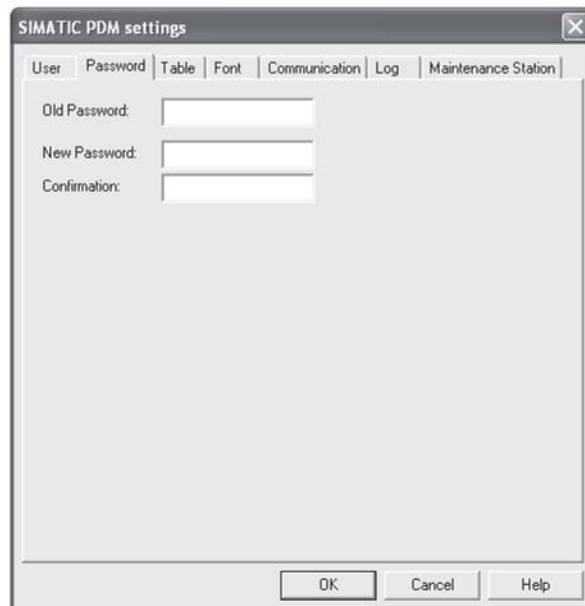 SIMATIC PDM settings
User Password Table Font Communication Log Maintenance Station
Old Password:
New Password:
Confirmation:
OK Cancel Help